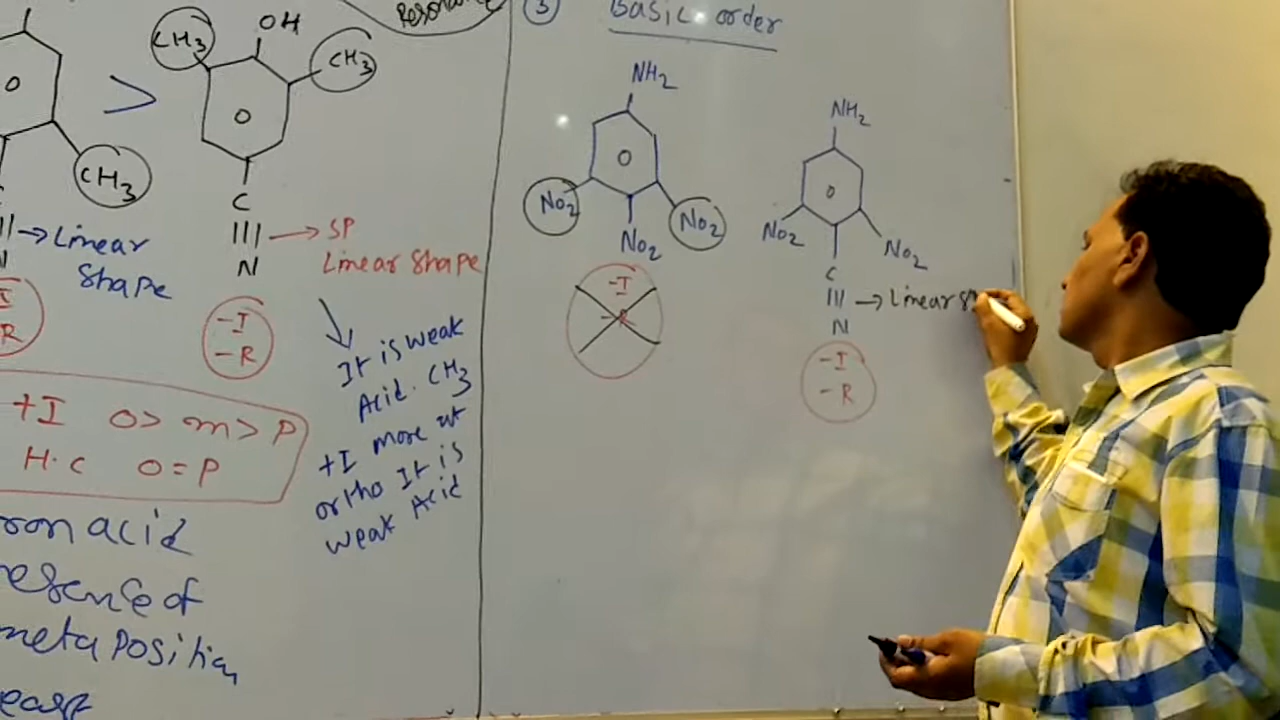 OH
CH3
CH3
O
O
>
CH3
C
C
III → SP
Linear Shape
N
→ Linear
Shape
N
-I
-R
I
R
It is weak
Acid. CH3
+I more at
ortho It is
weak Acid
+I O > m > P
H.C O = P
ron acid
esence of
meta Position
Resonance
3 Basic order
NH2
O
NO2
NO2
NO2
-I
-R
NH2
O
NO2
NO2
C
III → Linear S
N
-I
-R